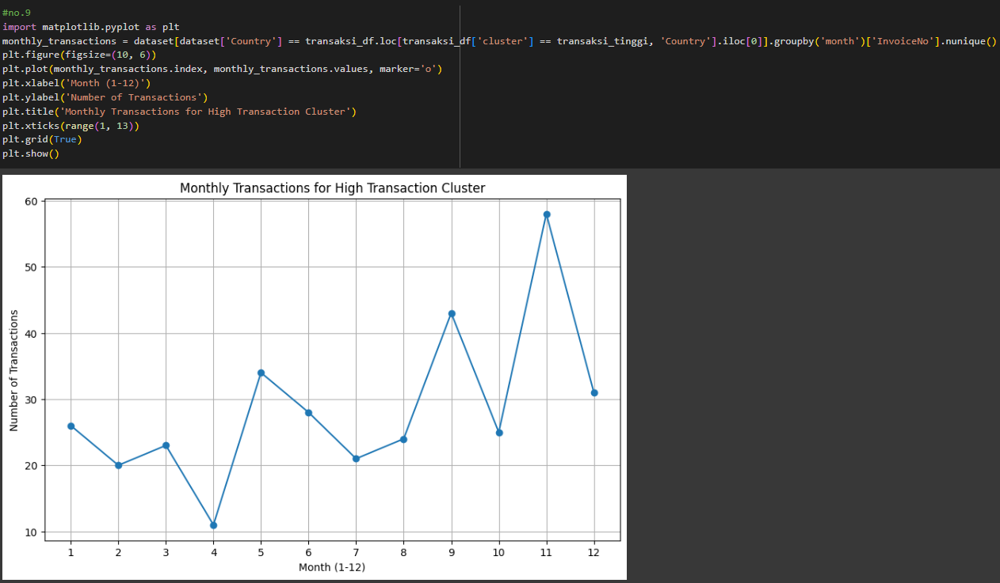 #no.9
import matplotlib.pyplot as plt
monthly_transactions = dataset[dataset['Country'] == transaksi_df.loc[transaksi_df['cluster'] == transaksi_tinggi, 'Country'].iloc[0]].groupby('month')['InvoiceNo'].nunique()
plt.figure(figsize=(10, 6))
plt.plot(monthly_transactions.index, monthly_transactions.values, marker='o')
plt.xlabel('Month (1-12)')
plt.ylabel('Number of Transactions')
plt.title('Monthly Transactions for High Transaction Cluster')
plt.xticks(range(1, 13))
plt.grid(True)
plt.show()
Monthly Transactions for High Transaction Cluster
Number of Transactions
60
50
40
30
20
10
1 2 3 4 5 6 7 8 9 10 11 12
Month (1-12)